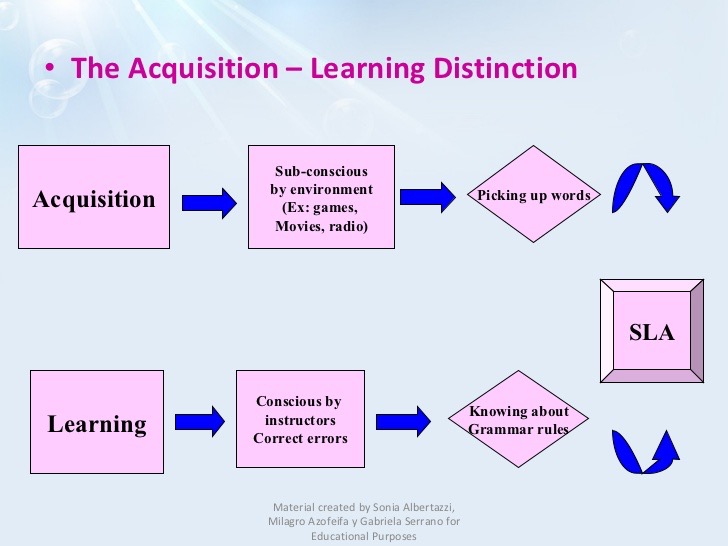 • The Acquisition – Learning Distinction
Acquisition
Sub-conscious
by environment
(Ex: games,
Movies, radio)
Picking up words
SLA
Learning
Conscious by
instructors
Correct errors
Knowing about
Grammar rules
Material created by Sonia Albertazzi,
Milagro Azofeifa y Gabriela Serrano for
Educational Purposes